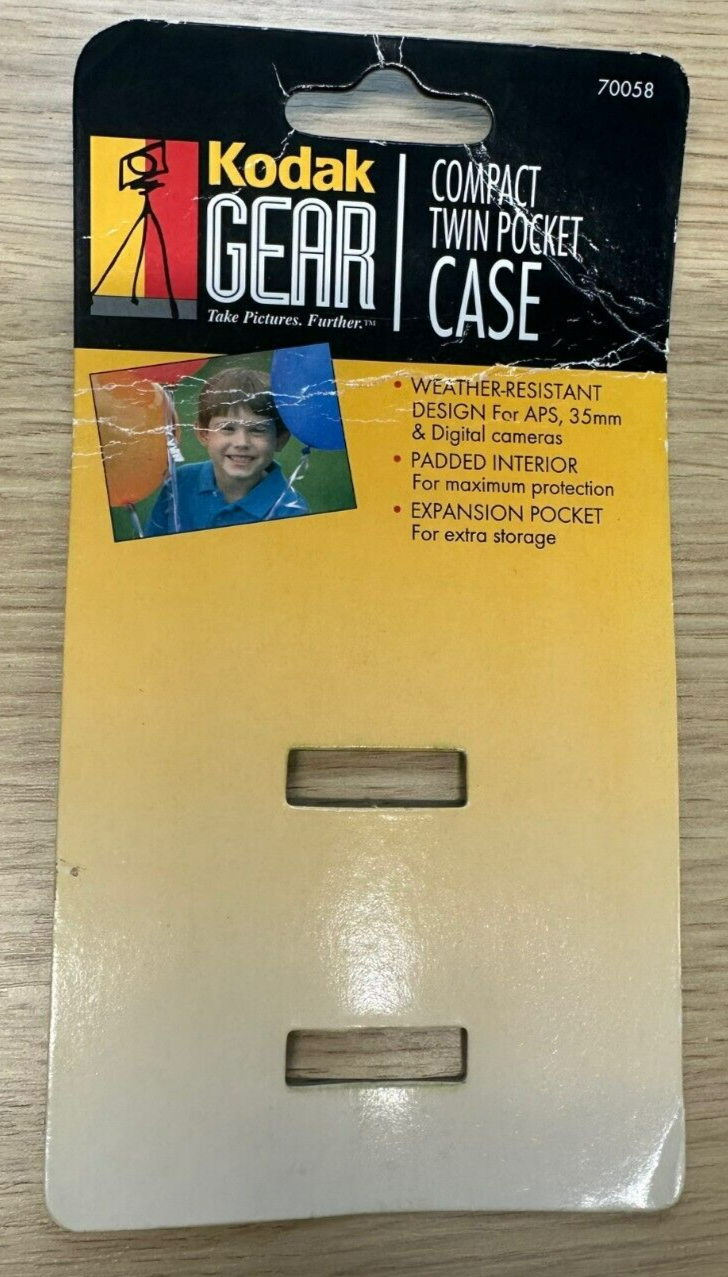 70058
Kodak
GEAR
Take Pictures. Further.™
COMPACT
TWIN POCKET
CASE
• WEATHER-RESISTANT
DESIGN For APS, 35mm
& Digital cameras
• PADDED INTERIOR
For maximum protection
• EXPANSION POCKET
For extra storage